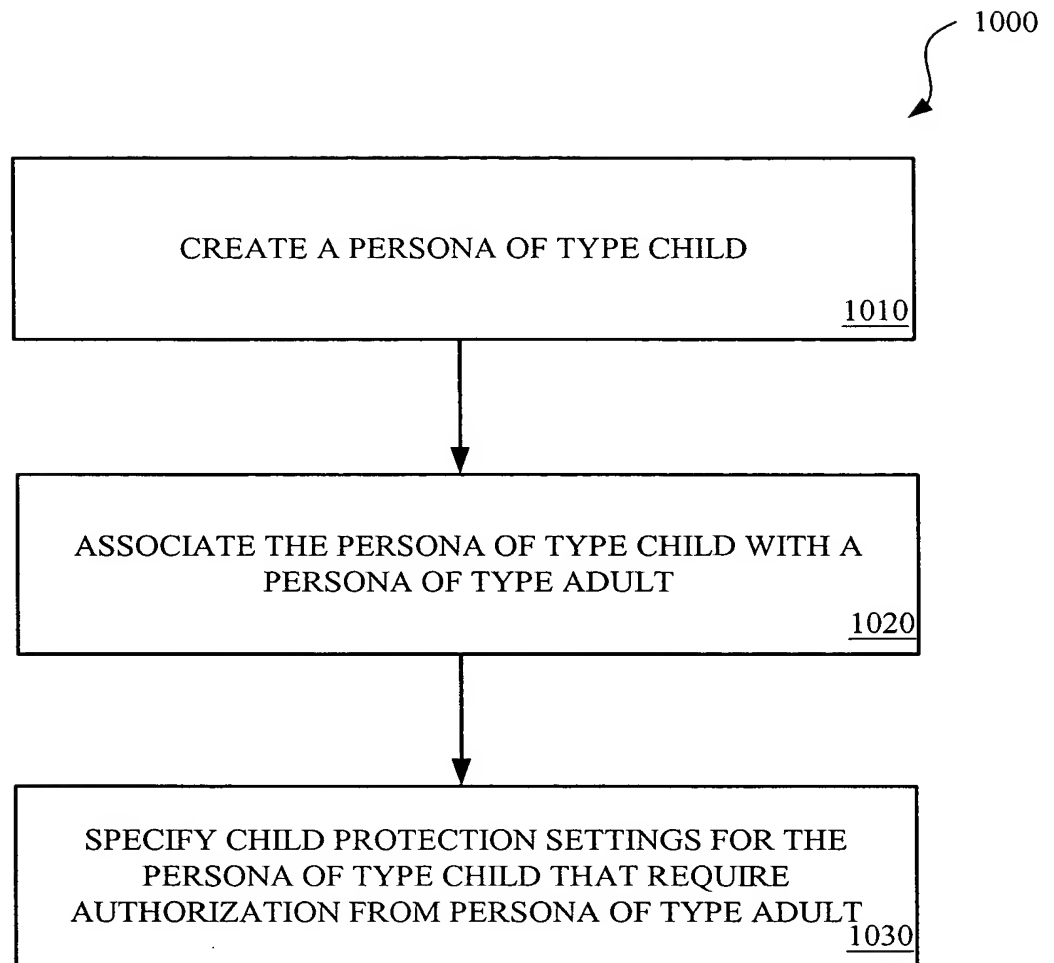 1000
CREATE A PERSONA OF TYPE CHILD
1010
ASSOCIATE THE PERSONA OF TYPE CHILD WITH A
PERSONA OF TYPE ADULT
1020
SPECIFY CHILD PROTECTION SETTINGS FOR THE
PERSONA OF TYPE CHILD THAT REQUIRE
AUTHORIZATION FROM PERSONA OF TYPE ADULT
1030